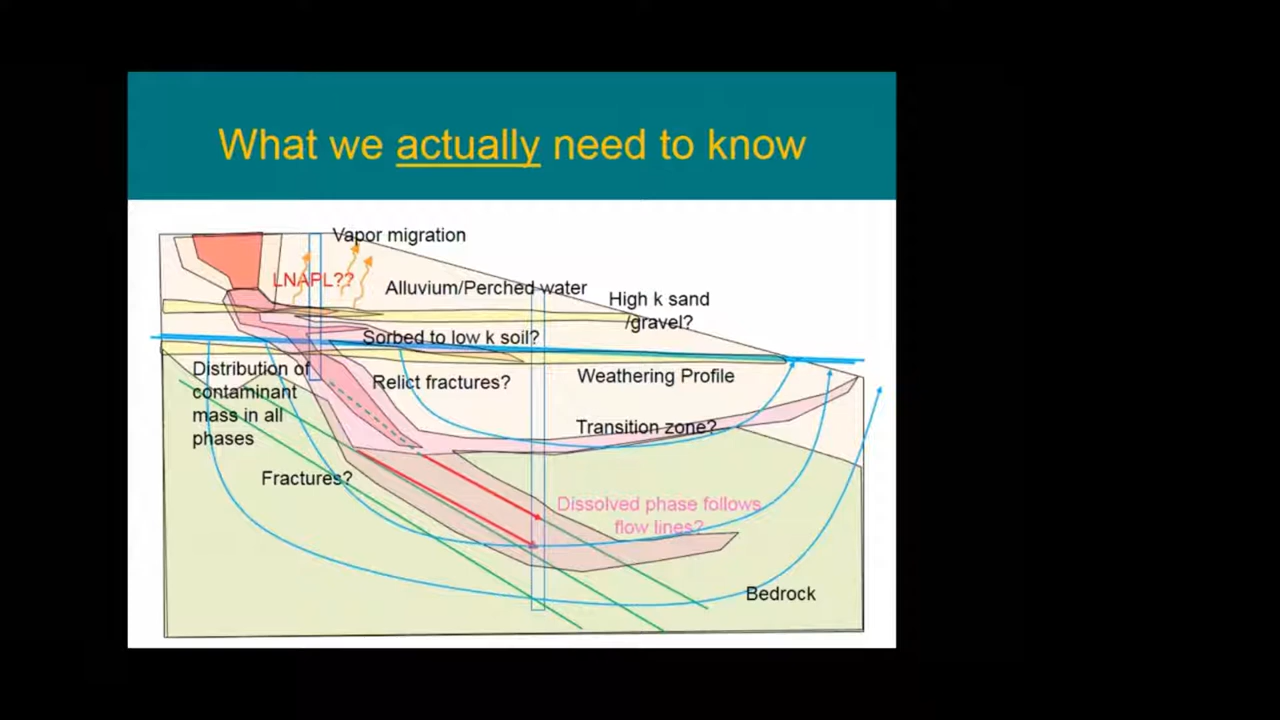 What we actually need to know
Vapor migration
LNAPL??
Alluvium/Perched water
High k sand
/gravel?
Sorbed to low k soil?
Distribution of
contaminant
mass in all
phases
Relict fractures?
Weathering Profile
Transition zone?
Fractures?
Dissolved phase follows
flow lines?
Bedrock